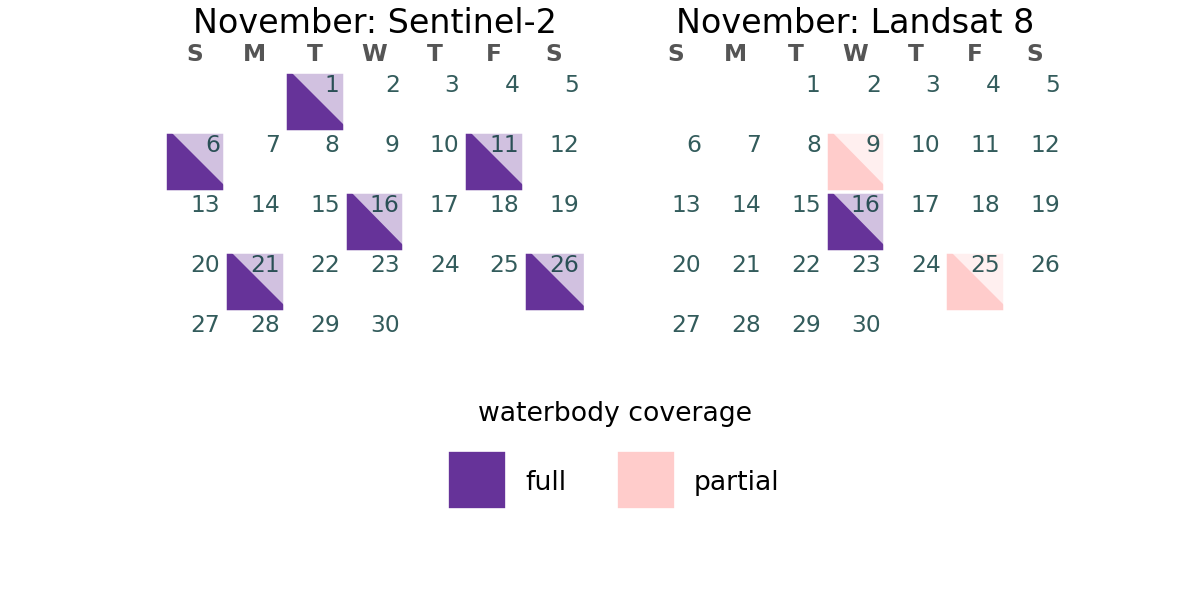 November: Sentinel-2
S M T W T F S
1 2 3 4 5
6 7 8 9 10 11 12
13 14 15 16 17 18 19
20 21 22 23 24 25 26
27 28 29 30
November: Landsat 8
S M T W T F S
1 2 3 4 5
6 7 8 9 10 11 12
13 14 15 16 17 18 19
20 21 22 23 24 25 26
27 28 29 30
waterbody coverage
full partial